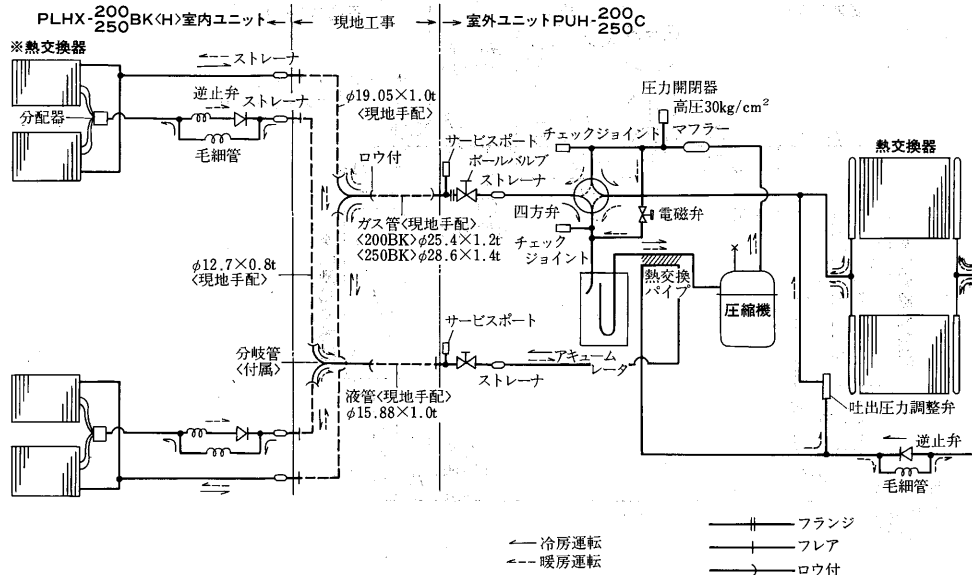 PLHX-200/250BK<H>室内ユニット
現地工事
室外ユニットPUH-200/250C
※熱交換器
ストレーナ
逆止弁
ストレーナ
分配器
毛細管
φ19.05×1.0t
<現地手配>
ロウ付
サービスポート
ボールバルブ
ストレーナ
チェックジョイント
圧力開閉器
高圧30kg/cm²
マフラー
熱交換器
ガス管<現地手配>
<200BK>φ25.4×1.2t
<250BK>φ28.6×1.4t
四方弁
チェック
ジョイント
電磁弁
φ12.7×0.8t
<現地手配>
熱交換
パイプ
圧縮機
サービスポート
分岐管
<付属>
アキューム
レータ
ストレーナ
液管<現地手配>
φ15.88×1.0t
吐出圧力調整弁
逆止弁
毛細管
冷房運転
暖房運転
フランジ
フレア
ロウ付